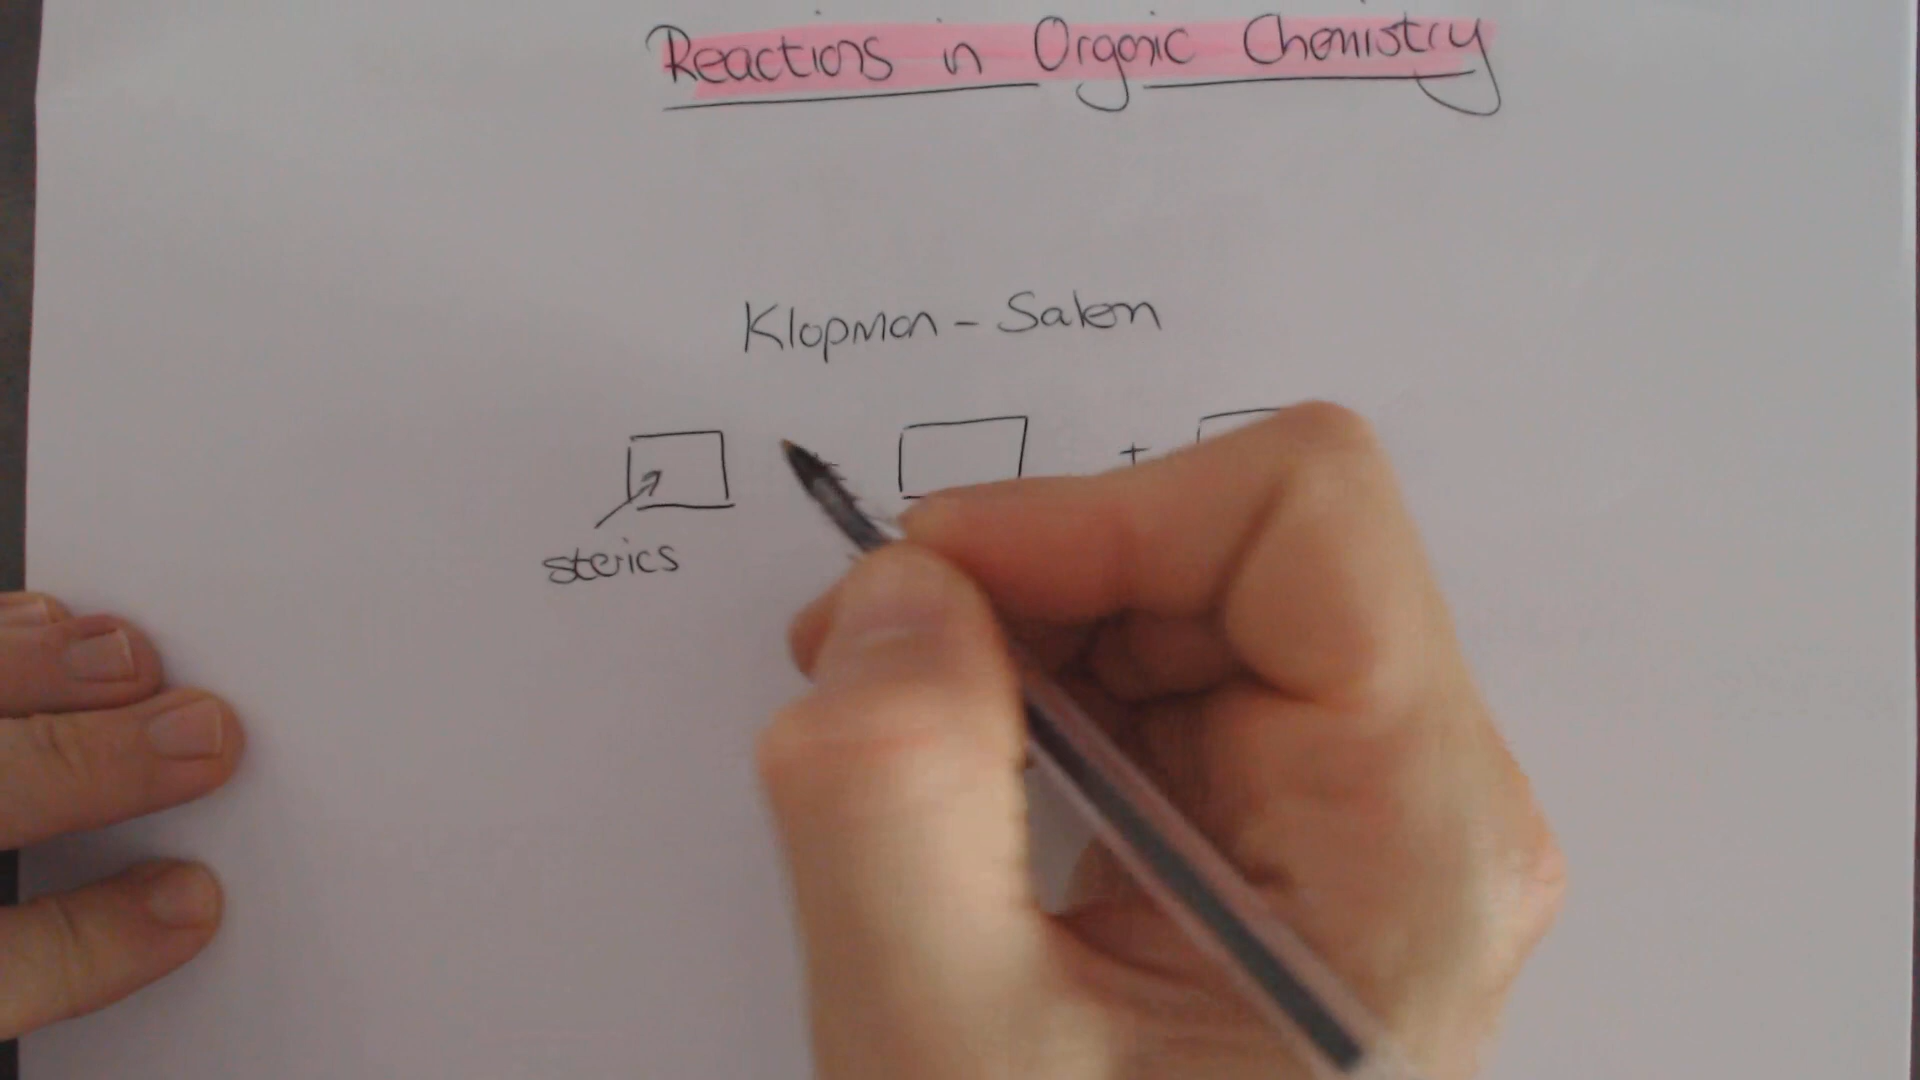 Reactions in Organic Chemistry
Klopman - Salem
+
sterics